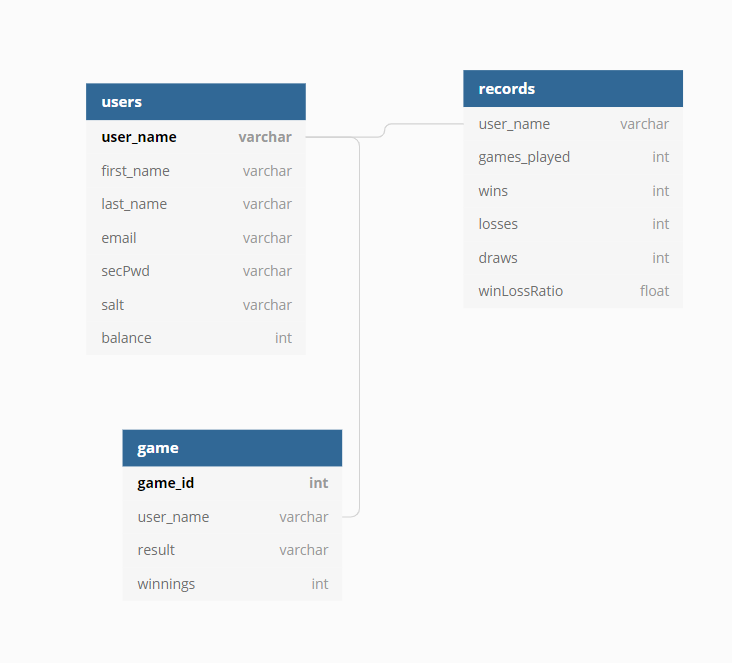 users
user_name varchar
first_name varchar
last_name varchar
email varchar
secPwd varchar
salt varchar
balance int
records
user_name varchar
games_played int
wins int
losses int
draws int
winLossRatio float
game
game_id int
user_name varchar
result varchar
winnings int